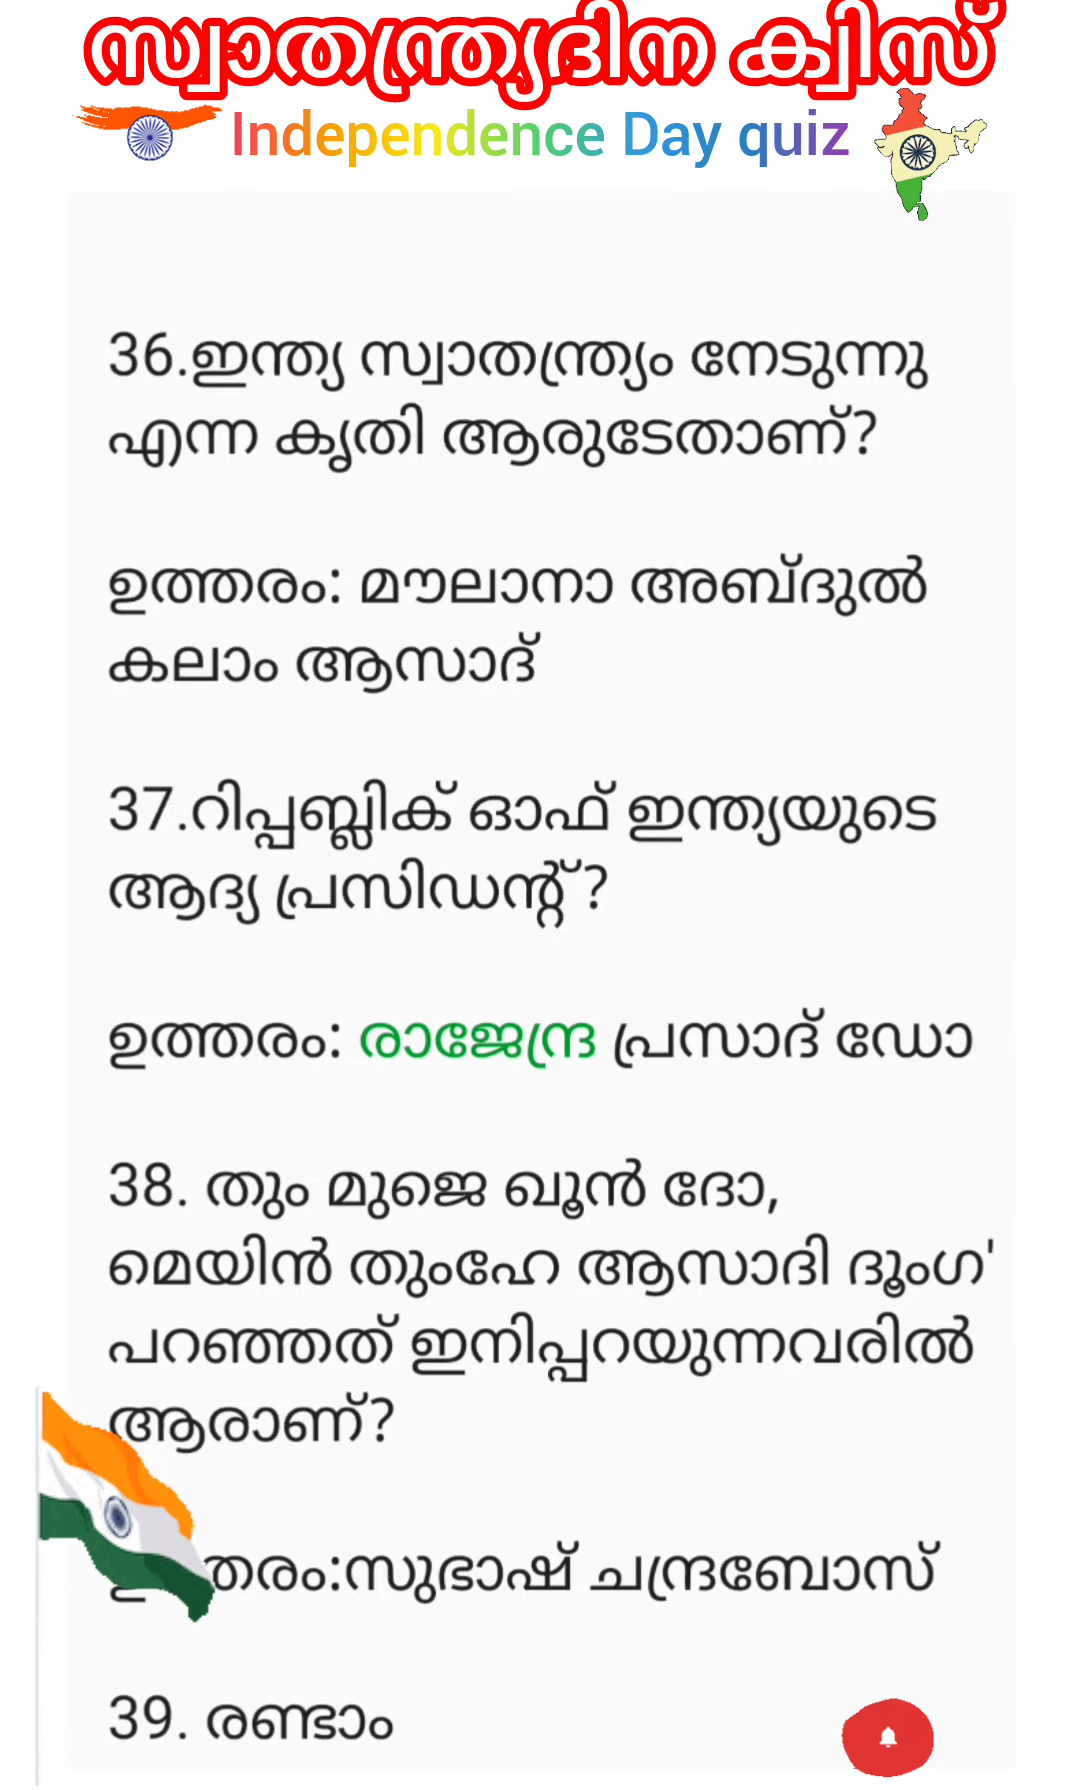 സ്വാതന്ത്ര്യദിന ക്വിസ്
Independence Day quiz
36.ഇന്ത്യ സ്വാതന്ത്ര്യം നേടുന്നു
എന്ന കൃതി ആരുടേതാണ്?
ഉത്തരം: മൗലാനാ അബ്ദുൽ
കലാം ആസാദ്
37.റിപ്പബ്ലിക് ഓഫ് ഇന്ത്യയുടെ
ആദ്യ പ്രസിഡന്റ് ?
ഉത്തരം: രാജേന്ദ്ര പ്രസാദ് ഡോ
38. തും മുജെ ഖൂൻ ദോ,
മെയിൻ തുംഹേ ആസാദി ദൂംഗ'
പറഞ്ഞത് ഇനിപ്പറയുന്നവരിൽ
ആരാണ്?
സുഭാഷ് ചന്ദ്രബോസ്
39. രണ്ടാം